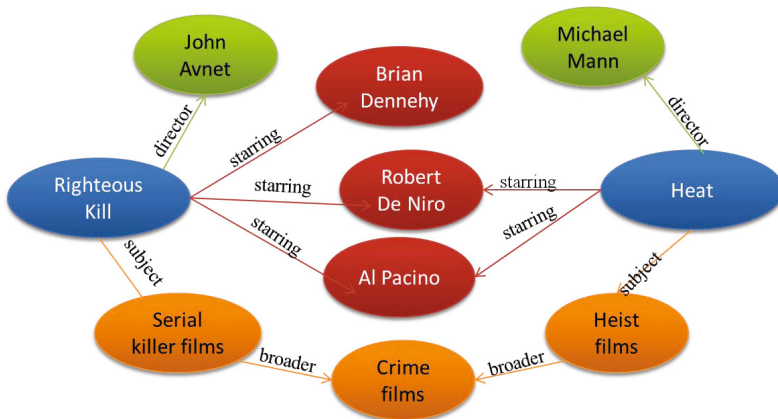 John
Avnet
Michael
Mann
Brian
Dennehy
director
director
starring
Righteous
Kill
starring
Robert
De Niro
starring
Heat
starring
starring
subject
Al Pacino
subject
Serial
killer films
Heist
films
broader
Crime
films
broader